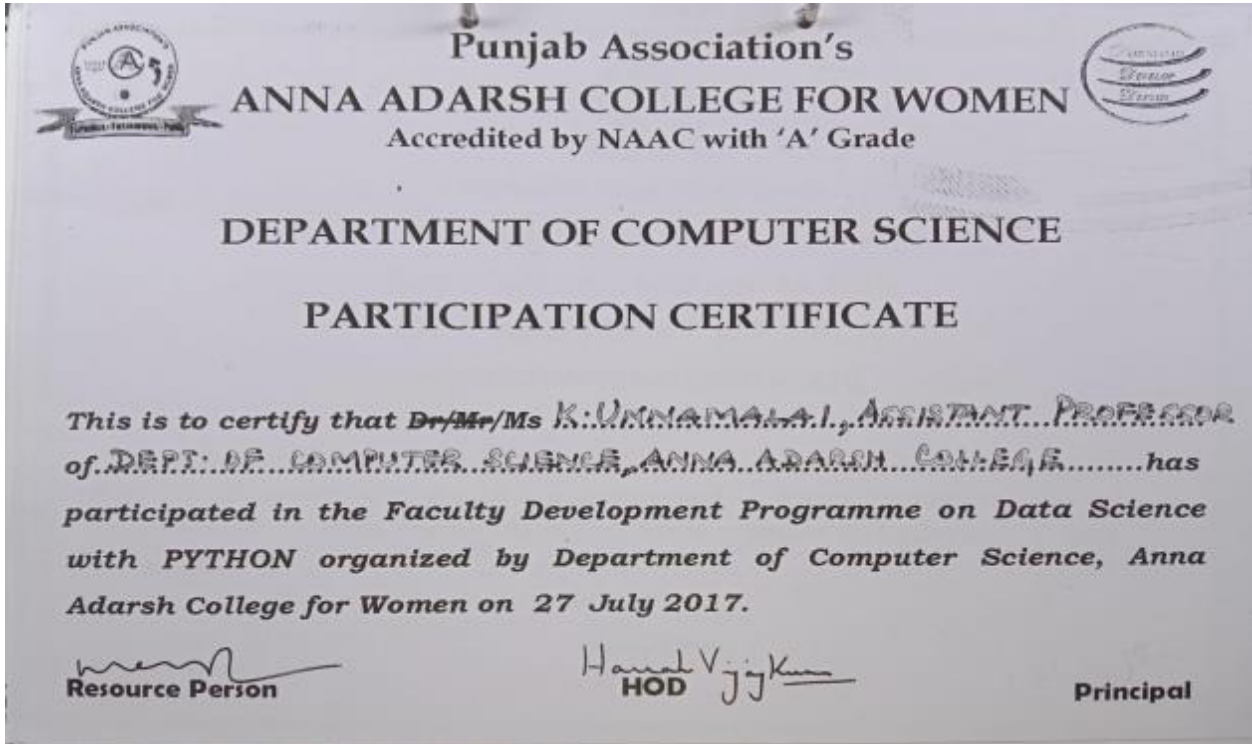 Punjab Association's
ANNA ADARSH COLLEGE FOR WOMEN
Accredited by NAAC with 'A' Grade
DEPARTMENT OF COMPUTER SCIENCE
PARTICIPATION CERTIFICATE
This is to certify that Dr/Mr/Ms K.UNNAMALAI, ASSISTANT PROFESSOR
of DEPT: OF COMPUTER SCIENCE, ANNA ADARSH COLLEGE has
participated in the Faculty Development Programme on Data Science
with PYTHON organized by Department of Computer Science, Anna
Adarsh College for Women on 27 July 2017.
Resource Person
HOD
Principal